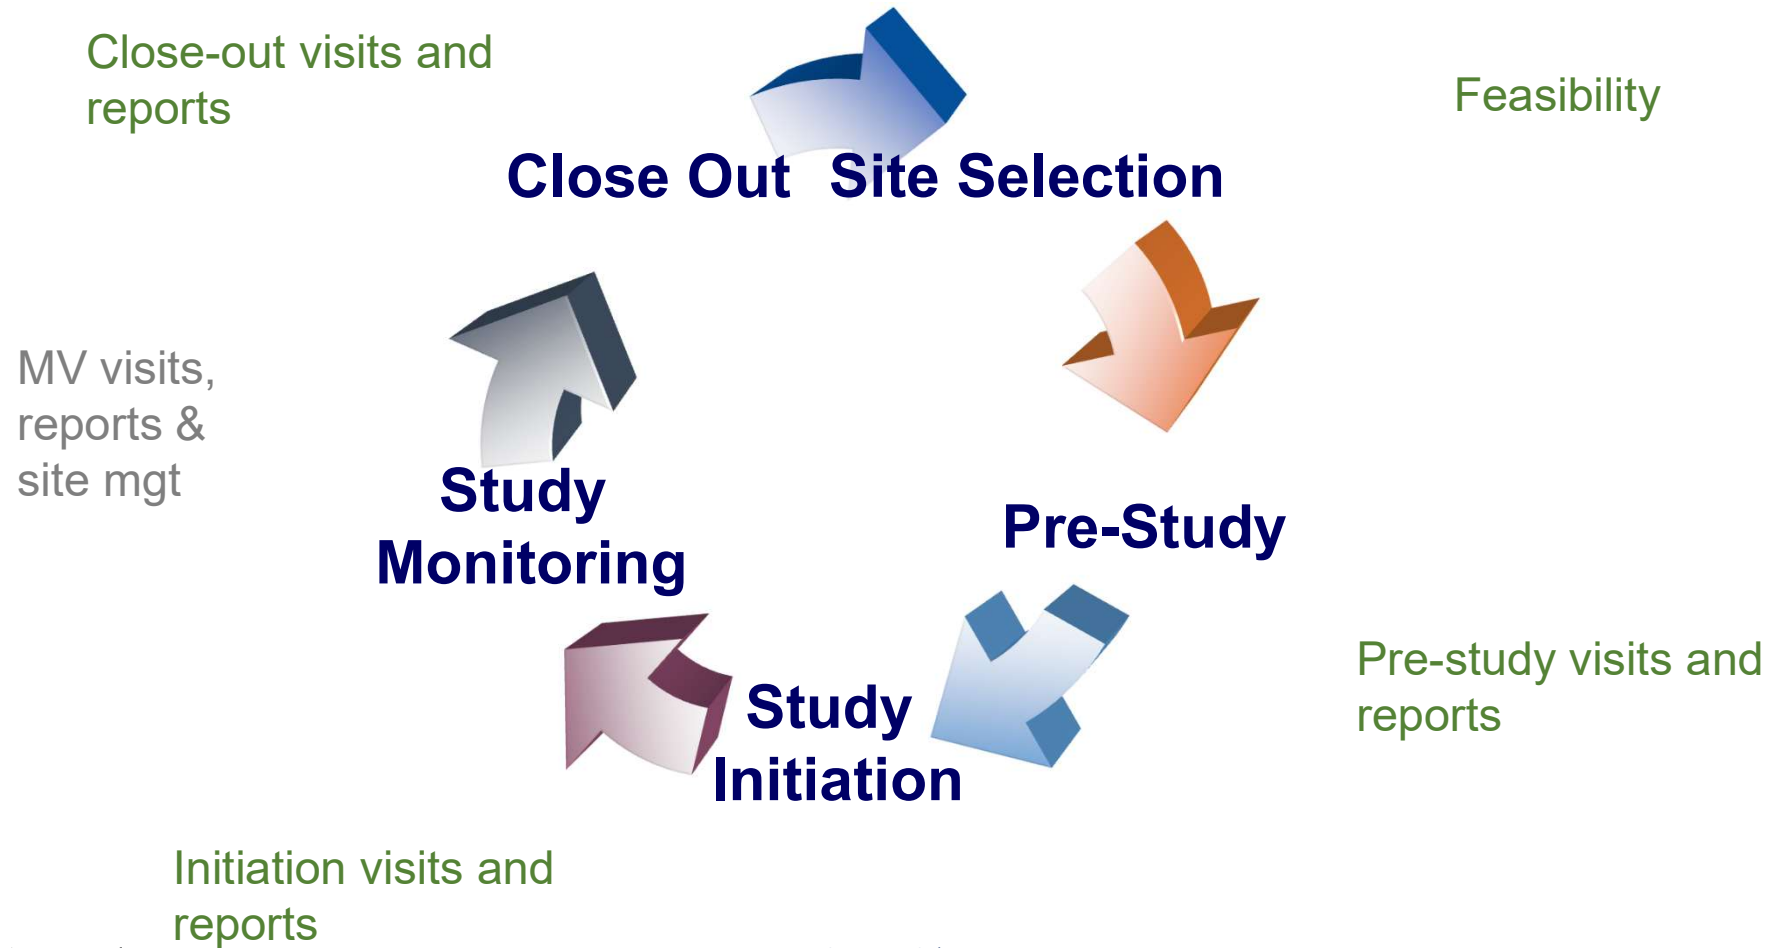 Close-out visits and
reports
Feasibility
Close Out
Site Selection
MV visits,
reports &
site mgt
Study
Monitoring
Pre-Study
Study
Initiation
Pre-study visits and
reports
Initiation visits and
reports